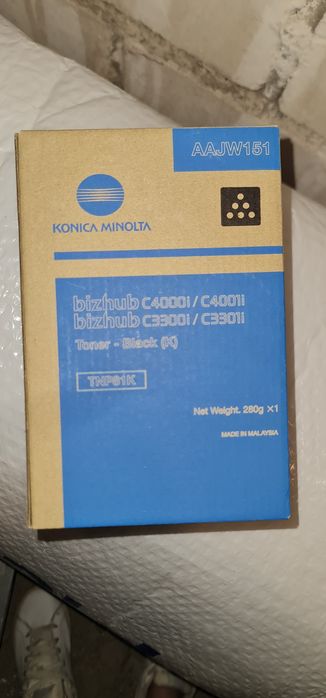 AAJW151
KONICA MINOLTA
bizhub C4000i / C4001i
bizhub C3300i / C3301i
Toner - Black (K)
TNP81K
Net Weight. 280g ×1
MADE IN MALAYSIA